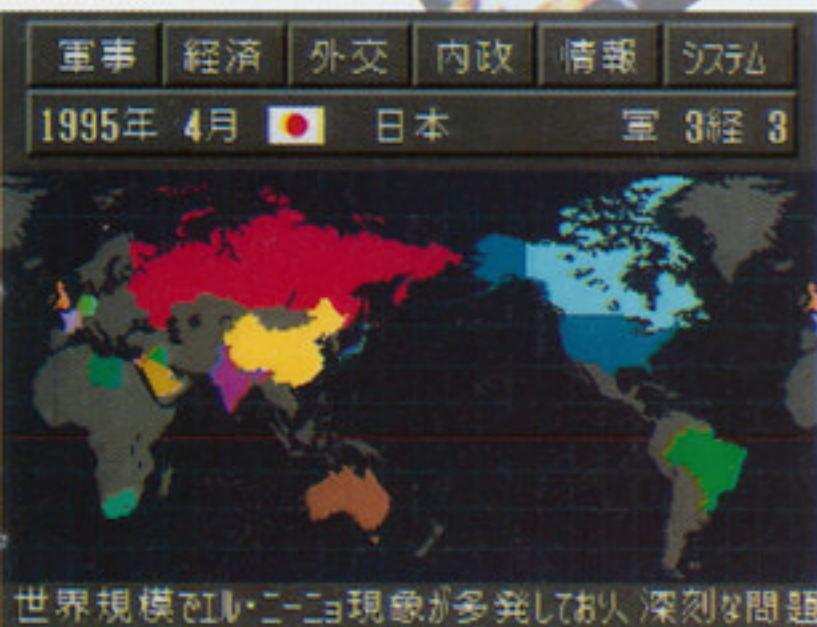 軍事 経済 外交 内政 情報 システム
1995年 4月 日本 軍 3経 3
世界規模でエル・ニーニョ現象が多発しており、深刻な問題